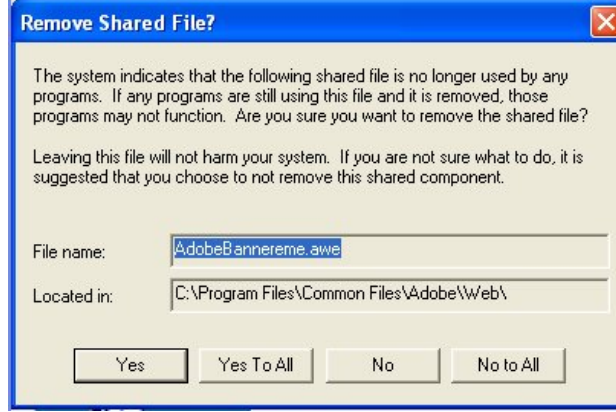 Remove Shared File?
The system indicates that the following shared file is no longer used by any
programs. If any programs are still using this file and it is removed, those
programs may not function. Are you sure you want to remove the shared file?
Leaving this file will not harm your system. If you are not sure what to do, it is
suggested that you choose to not remove this shared component.
File name: AdobeBannereme.awe
Located in: C:\Program Files\Common Files\Adobe\Web\
Yes Yes To All No No to All